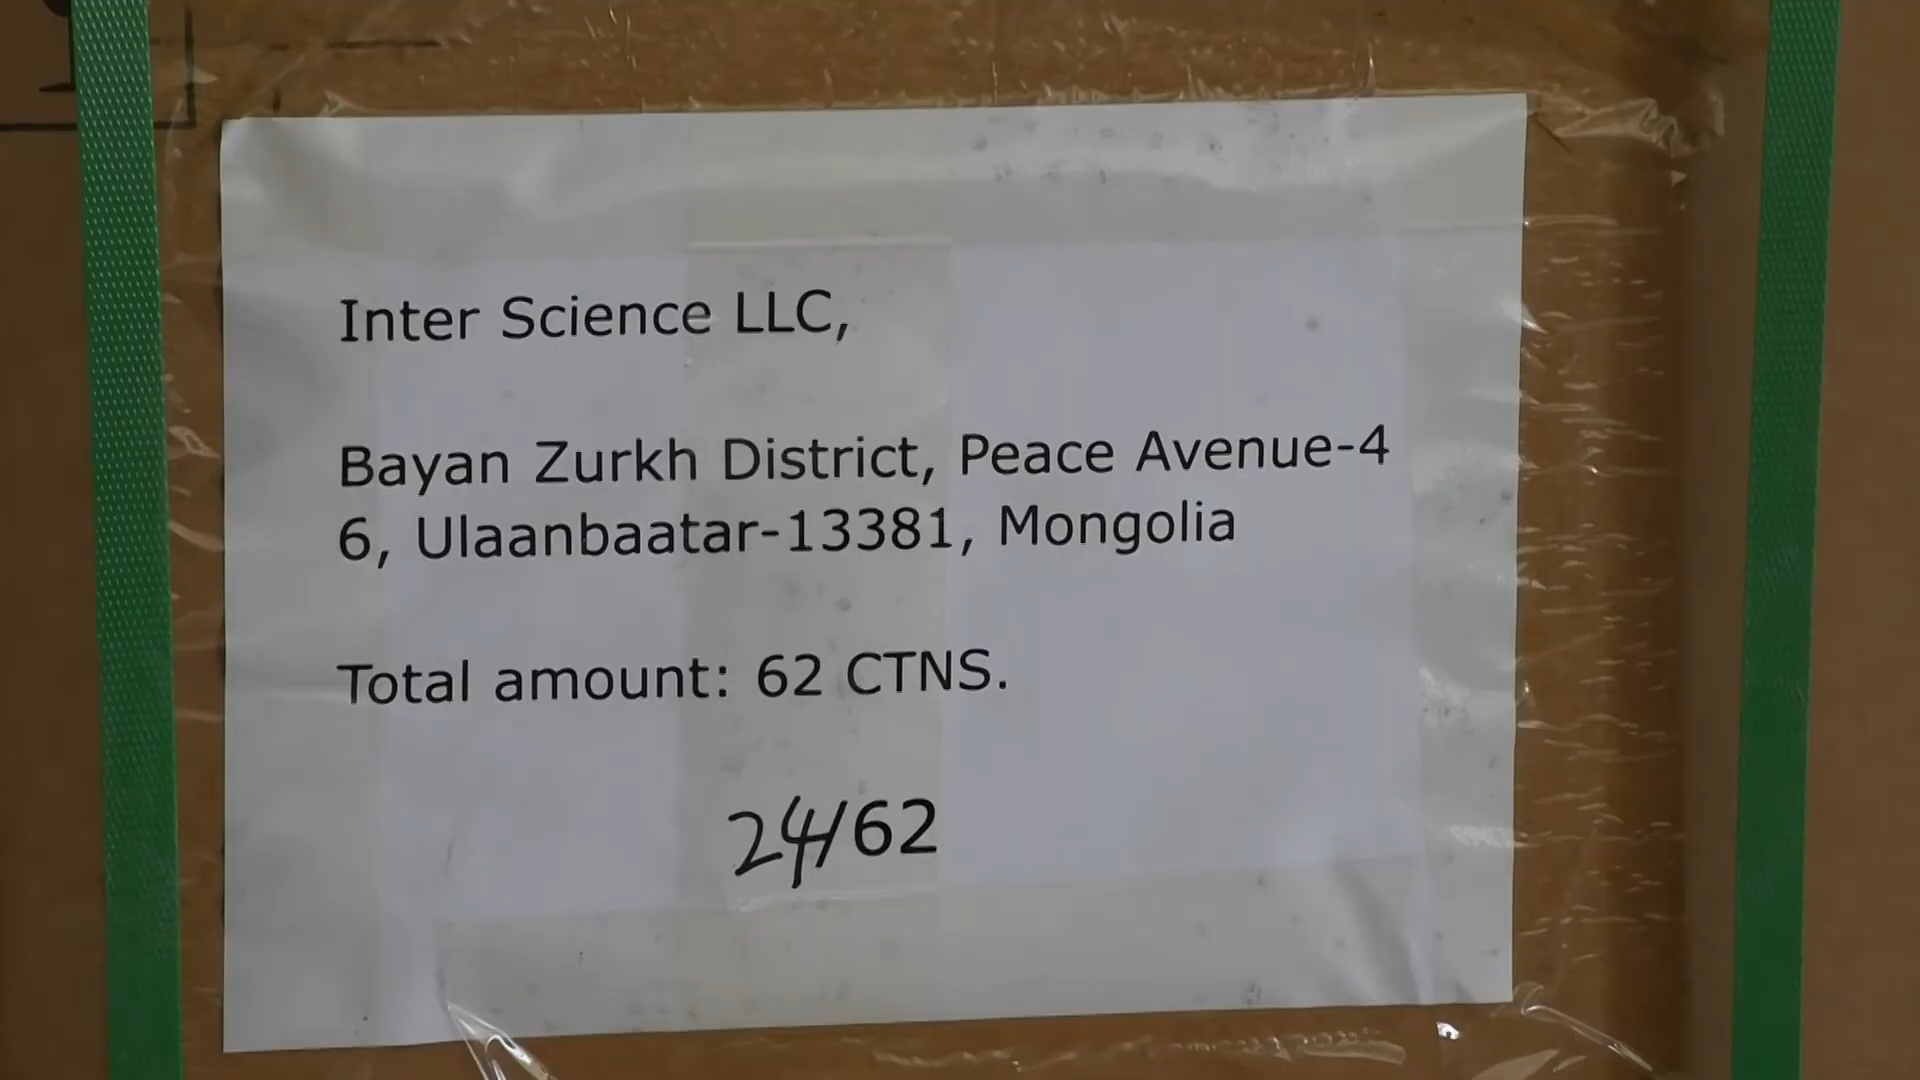 Inter Science LLC,
Bayan Zurkh District, Peace Avenue-4
6, Ulaanbaatar-13381, Mongolia
Total amount: 62 CTNS.
24/62